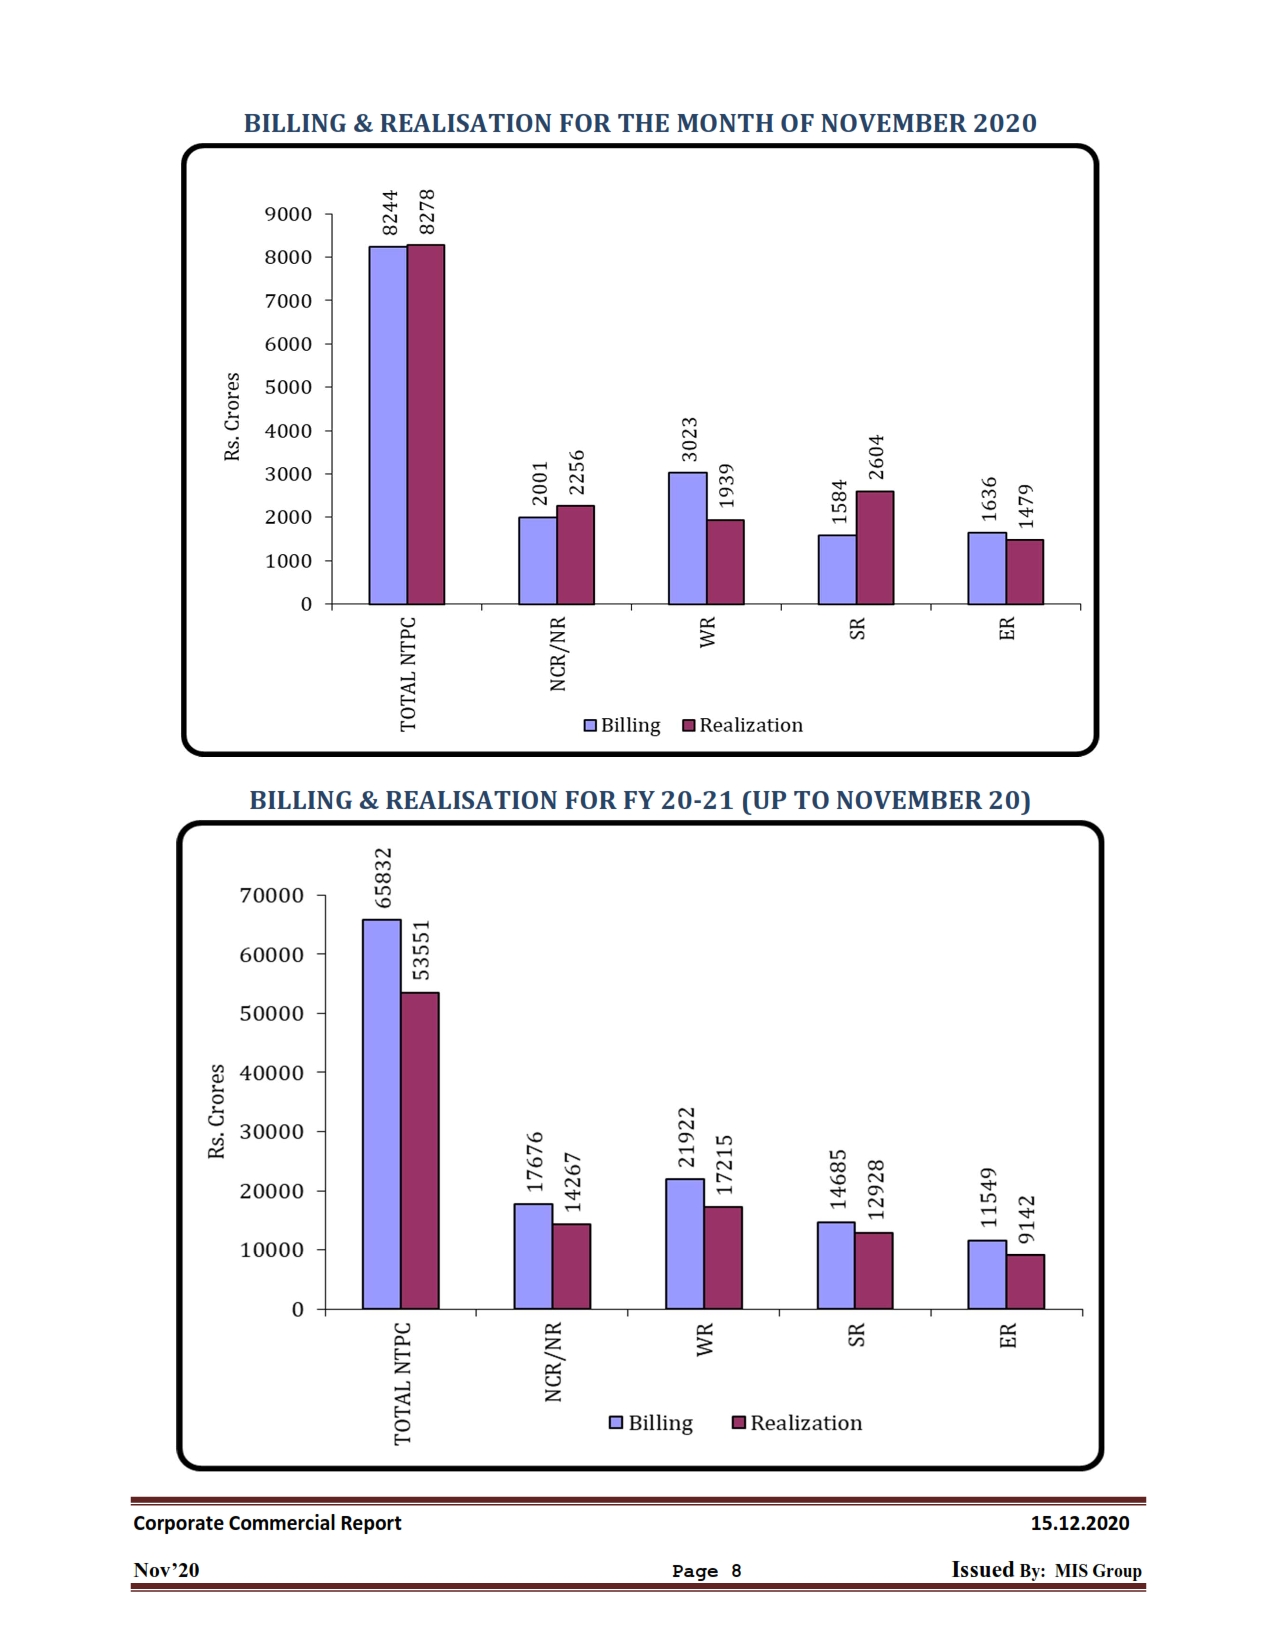 BILLING & REALISATION FOR THE MONTH OF NOVEMBER 2020
8244
8278
9000
8000
7000
6000
5000
4000
3000
2000
1000
0
Rs. Crores
2001
2256
3023
1939
1584
2604
1636
1479
TOTAL NTPC
NCR/NR
WR
SR
ER
Billing Realization
BILLING & REALISATION FOR FY 20-21 (UP TO NOVEMBER 20)
65832
53551
70000
60000
50000
40000
30000
20000
10000
0
Rs. Crores
17676
14267
21922
17215
14685
12928
11549
9142
TOTAL NTPC
NCR/NR
WR
SR
ER
Billing Realization
Corporate Commercial Report 15.12.2020
Nov’20 Page 8 Issued By: MIS Group